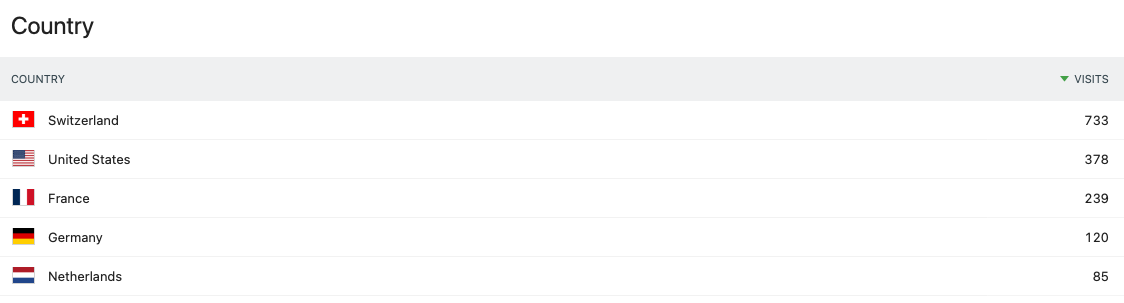 Country
COUNTRY VISITS
Switzerland 733
United States 378
France 239
Germany 120
Netherlands 85